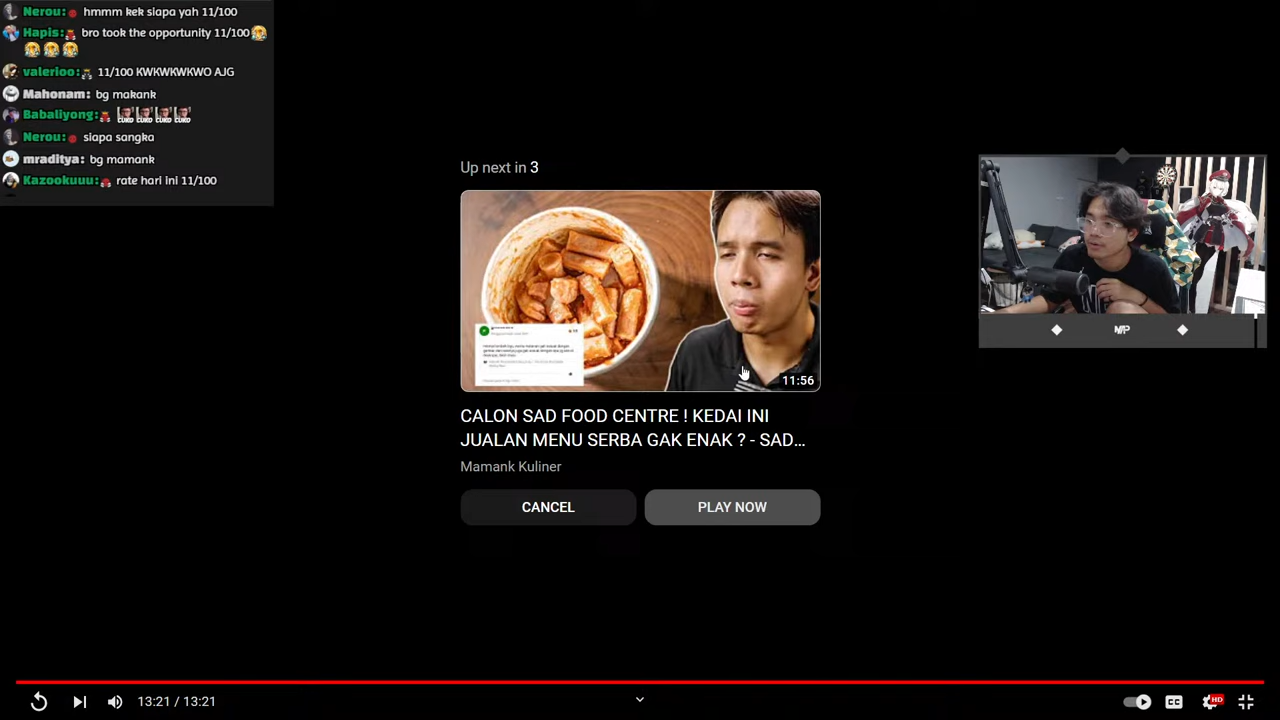 Nerou: hmmm kek siapa yah 11/100
Hapis: bro took the opportunity 11/100
valerioo: 11/100 KWKWKWKWO AJG
Mahonam: bg makank
Babaliyong:
Nerou: siapa sangka
mraditya: bg mamank
Kazookuuu: rate hari ini 11/100
Up next in 3
11:56
CALON SAD FOOD CENTRE ! KEDAI INI
JUALAN MENU SERBA GAK ENAK ? - SAD...
Mamank Kuliner
CANCEL
PLAY NOW
13:21 / 13:21
CC
HD